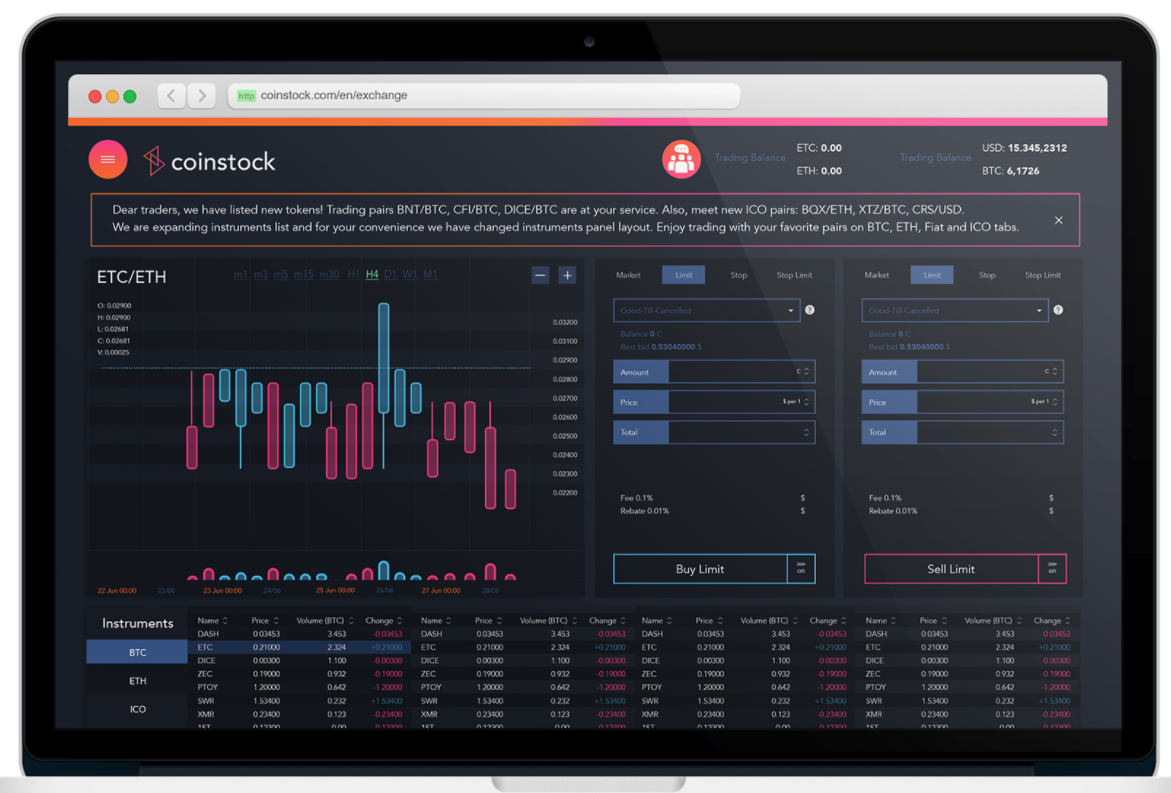 http coinstock.com/en/exchange
coinstock
Trading Balance
ETC: 0.00
ETH: 0.00
Trading Balance
USD: 15.345,2312
BTC: 6,1726
Dear traders, we have listed new tokens! Trading pairs BNT/BTC, CFI/BTC, DICE/BTC are at your service. Also, meet new ICO pairs: BQX/ETH, XTZ/BTC, CRS/USD.
We are expanding instruments list and for your convenience we have changed instruments panel layout. Enjoy trading with your favorite pairs on BTC, ETH, Fiat and ICO tabs.
ETC/ETH
m1 m3 m5 m15 m30 H1 H4 D1 W1 M1
O: 0.02900
H: 0.02900
L: 0.02681
C: 0.02681
V: 0.00025
0.03200
0.03100
0.02900
0.02800
0.02700
0.02600
0.02500
0.02400
0.02300
0.02200
22 Jun 00:00 23/06 23 Jun 00:00 24/06 25 Jun 00:00 26/06 27 Jun 00:00 28/06
Market Limit Stop Stop Limit
Good-Till-Cancelled ?
Balance 0 C
Best bid 0.53040000 $
Amount C
Price $ per 1
Total
Fee 0.1% $
Rebate 0.01% $
Buy Limit on
Market Limit Stop Stop Limit
Good-Till-Cancelled ?
Balance 0 C
Best bid 0.53040000 $
Amount C
Price $ per 1
Total
Fee 0.1% $
Rebate 0.01% $
Sell Limit on
Instruments
BTC
ETH
ICO
Name Price Volume (BTC) Change Name Price Volume (BTC) Change Name Price Volume (BTC) Change Name Price Volume (BTC) Change
DASH 0.03453 3.453 -0.03453 DASH 0.03453 3.453 -0.03453 DASH 0.03453 3.453 -0.03453 DASH 0.03453 3.453 -0.03453
ETC 0.21000 2.324 +0.21000 ETC 0.21000 2.324 +0.21000 ETC 0.21000 2.324 +0.21000 ETC 0.21000 2.324 +0.21000
DICE 0.00300 1.100 -0.00300 DICE 0.00300 1.100 -0.00300 DICE 0.00300 1.100 -0.00300 DICE 0.00300 1.100 -0.00300
ZEC 0.19000 0.932 -0.19000 ZEC 0.19000 0.932 -0.19000 ZEC 0.19000 0.932 -0.19000 ZEC 0.19000 0.932 -0.19000
PTOY 1.20000 0.642 -1.20000 PTOY 1.20000 0.642 -1.20000 PTOY 1.20000 0.642 -1.20000 PTOY 1.20000 0.642 -1.20000
SWR 1.53400 0.232 +1.53400 SWR 1.53400 0.232 +1.53400 SWR 1.53400 0.232 +1.53400 SWR 1.53400 0.232 +1.53400
XMR 0.23400 0.123 -0.23400 XMR 0.23400 0.123 -0.23400 XMR 0.23400 0.123 -0.23400 XMR 0.23400 0.123 -0.23400